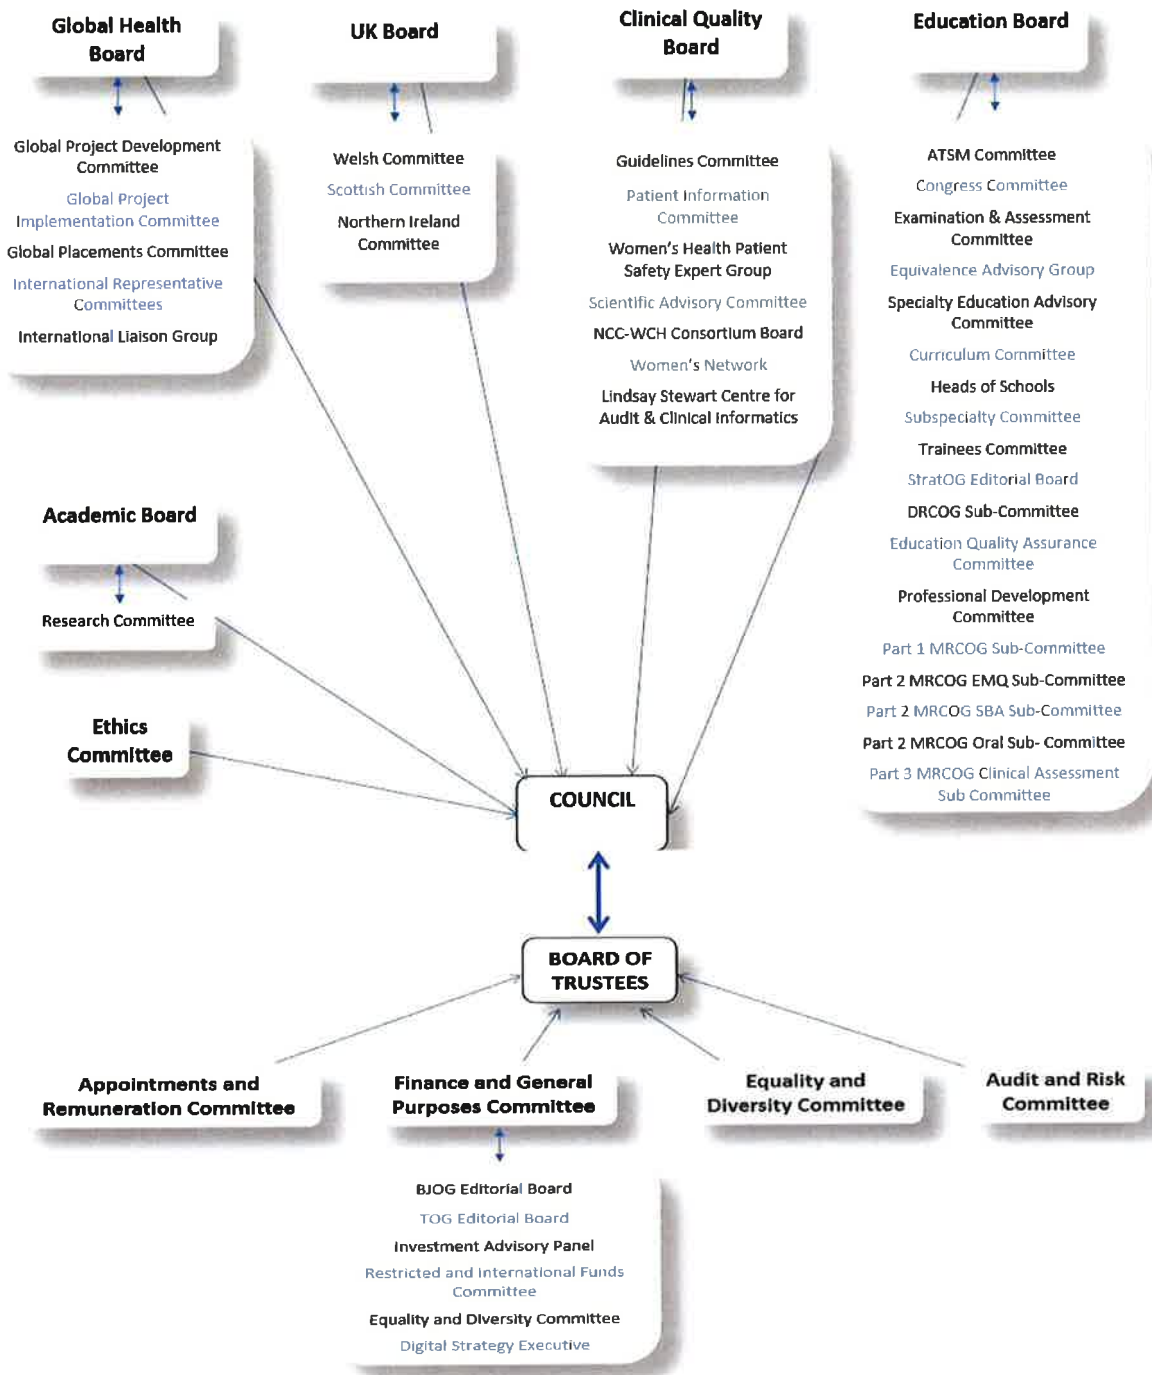 Global Health
Board
UK Board
Clinical Quality
Board
Education Board
Global Project Development
Committee
Global Project
Implementation Committee
Global Placements Committee
International Representative
Committees
International Liaison Group
Welsh Committee
Scottish Committee
Northern Ireland
Committee
Guidelines Committee
Patient Information
Committee
Women's Health Patient
Safety Expert Group
Scientific Advisory Committee
NCC-WCH Consortium Board
Women's Network
Lindsay Stewart Centre for
Audit & Clinical Informatics
ATSM Committee
Congress Committee
Examination & Assessment
Committee
Equivalence Advisory Group
Specialty Education Advisory
Committee
Curriculum Committee
Heads of Schools
Subspecialty Committee
Trainees Committee
StratOG Editorial Board
DRCOG Sub-Committee
Education Quality Assurance
Committee
Professional Development
Committee
Part 1 MRCOG Sub-Committee
Part 2 MRCOG EMQ Sub-Committee
Part 2 MRCOG SBA Sub-Committee
Part 2 MRCOG Oral Sub- Committee
Part 3 MRCOG Clinical Assessment
Sub Committee
Academic Board
Research Committee
Ethics
Committee
COUNCIL
BOARD OF
TRUSTEES
Appointments and
Remuneration Committee
Finance and General
Purposes Committee
Equality and
Diversity Committee
Audit and Risk
Committee
BJOG Editorial Board
TOG Editorial Board
Investment Advisory Panel
Restricted and International Funds
Committee
Equality and Diversity Committee
Digital Strategy Executive